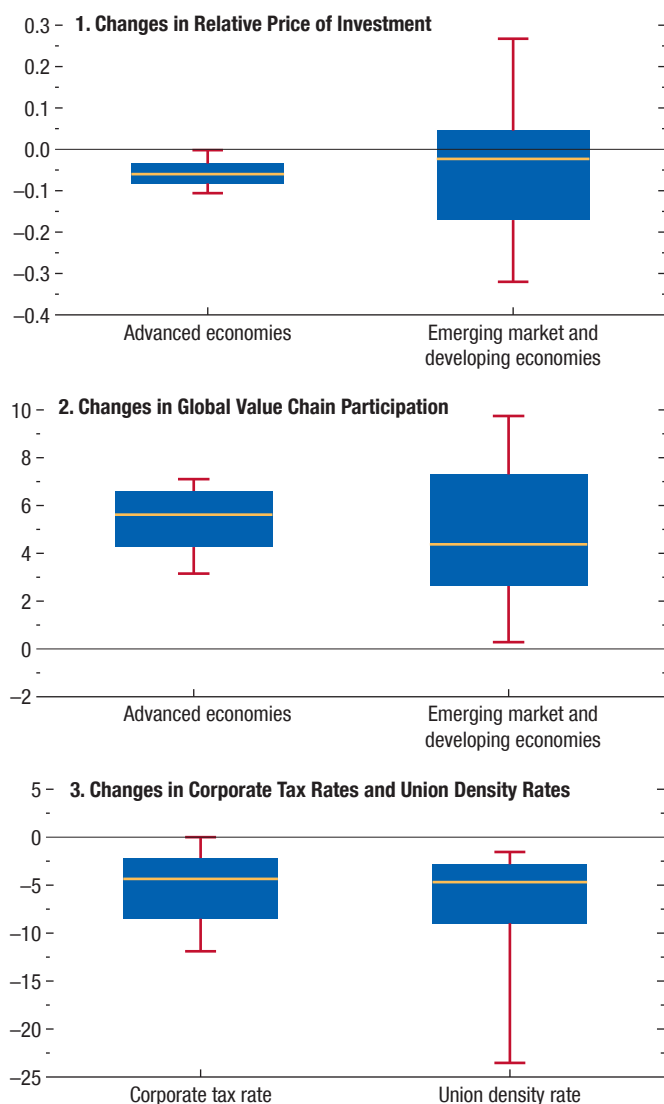 1. Changes in Relative Price of Investment
0.3
0.2
0.1
0.0
–0.1
–0.2
–0.3
–0.4
Advanced economies
Emerging market and
developing economies
2. Changes in Global Value Chain Participation
10
8
6
4
2
0
–2
Advanced economies
Emerging market and
developing economies
3. Changes in Corporate Tax Rates and Union Density Rates
5
0
–5
–10
–15
–20
–25
Corporate tax rate
Union density rate